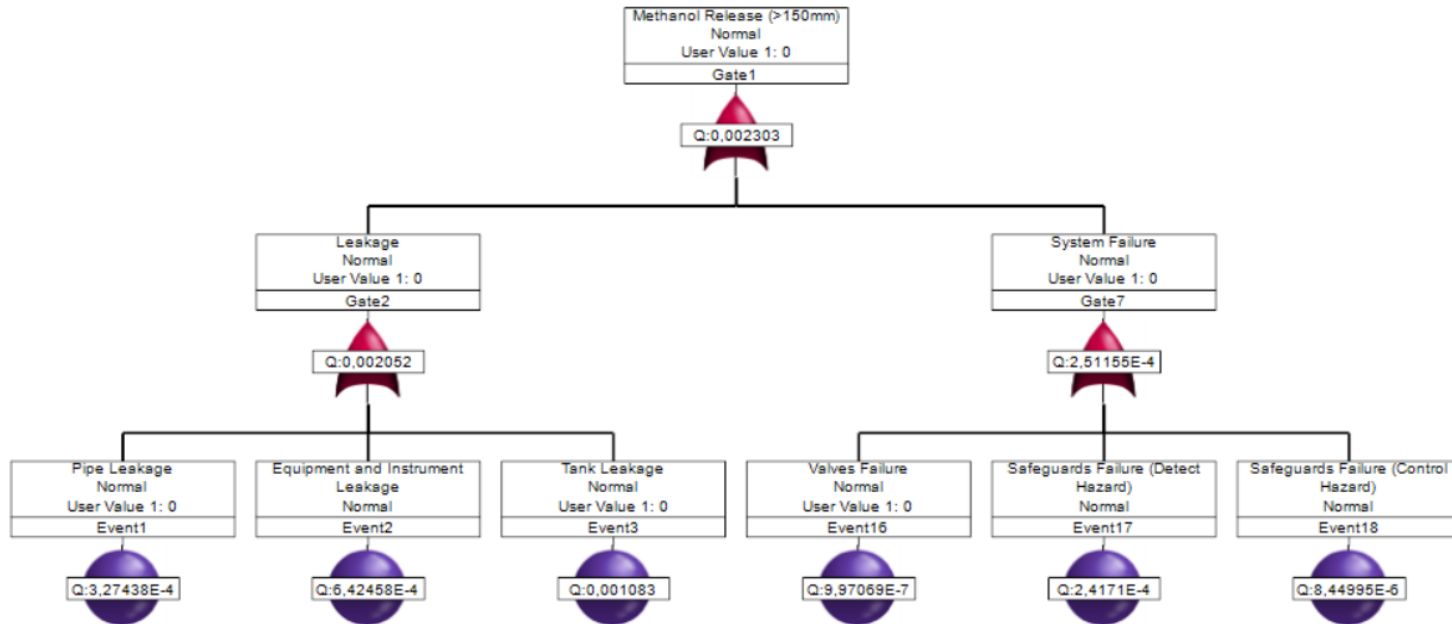 Methanol Release (>150mm)
Normal
User Value 1: 0
Gate1
Q:0,002303
Leakage
Normal
User Value 1: 0
Gate2
Q:0,002052
System Failure
Normal
User Value 1: 0
Gate7
Q:2,51155E-4
Pipe Leakage
Normal
User Value 1: 0
Event1
Q:3,27438E-4
Equipment and Instrument
Leakage
Normal
Event2
Q:6,42458E-4
Tank Leakage
Normal
User Value 1: 0
Event3
Q:0,001083
Valves Failure
Normal
User Value 1: 0
Event16
Q:9,97069E-7
Safeguards Failure (Detect
Hazard)
Normal
Event17
Q:2,4171E-4
Safeguards Failure (Control
Hazard)
Normal
Event18
Q:8,44995E-6